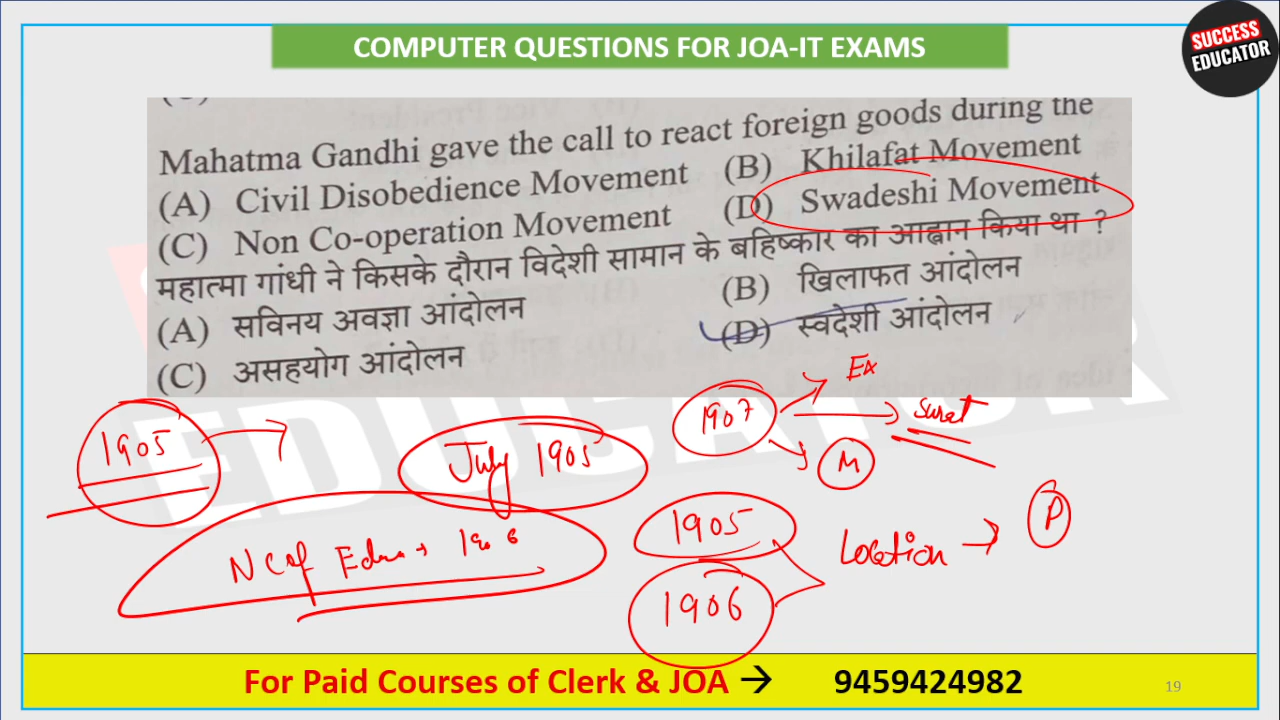 COMPUTER QUESTIONS FOR JOA-IT EXAMS
SUCCESS
EDUCATOR
Mahatma Gandhi gave the call to react foreign goods during the
(A) Civil Disobedience Movement (B) Khilafat Movement
(C) Non Co-operation Movement (D) Swadeshi Movement
महात्मा गांधी ने किसके दौरान विदेशी सामान के बहिष्कार का आह्वान किया था ?
(A) सविनय अवज्ञा आंदोलन (B) खिलाफत आंदोलन
(C) असहयोग आंदोलन (D) स्वदेशी आंदोलन
1905
July 1905
1907
Ex
Surat
M
N C of Edu 1906
1905
1906
Location
P
EDUCATOR
For Paid Courses of Clerk & JOA → 9459424982
19